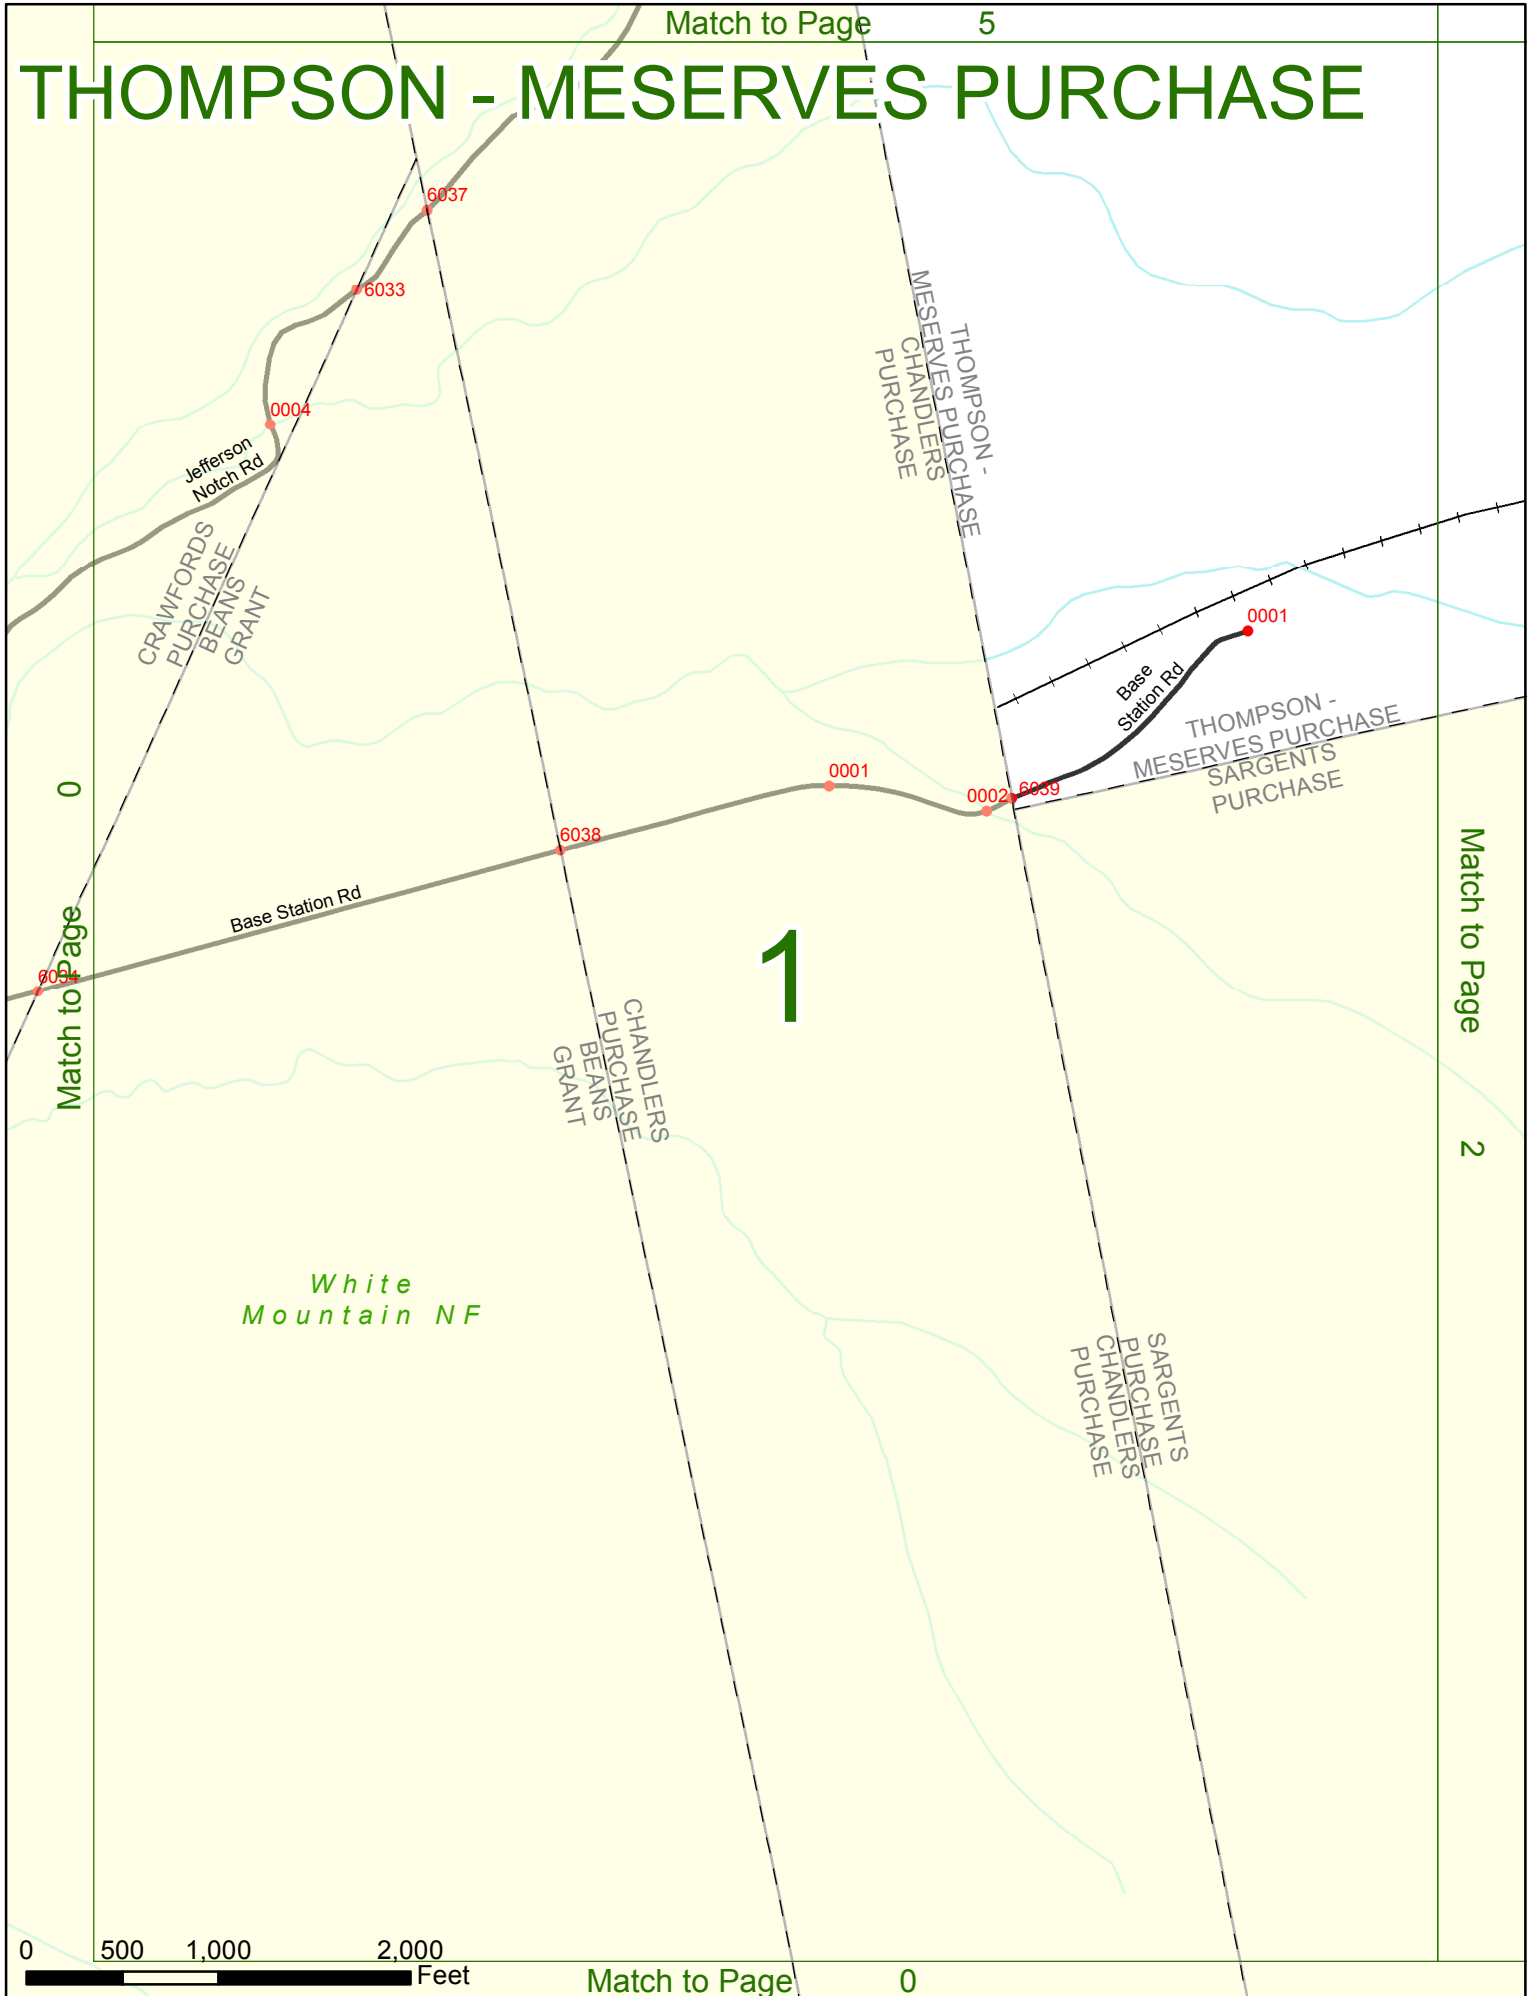 Match to Page 5
THOMPSON - MESERVES PURCHASE
6037
6033
0004
Jefferson
Notch Rd
THOMPSON -
MESERVES PURCHASE
CHANDLERS
PURCHASE
CRAWFORDS
PURCHASE
BEANS
GRANT
0001
Base
Station Rd
THOMPSON -
MESERVES PURCHASE
SARGENTS
PURCHASE
0001
0002
6039
6038
Base Station Rd
6034
Match to Page 0
1
Match to Page 2
CHANDLERS
PURCHASE
BEANS
GRANT
White
Mountain NF
SARGENTS
PURCHASE
CHANDLERS
PURCHASE
0 500 1,000 2,000
Feet
Match to Page 0